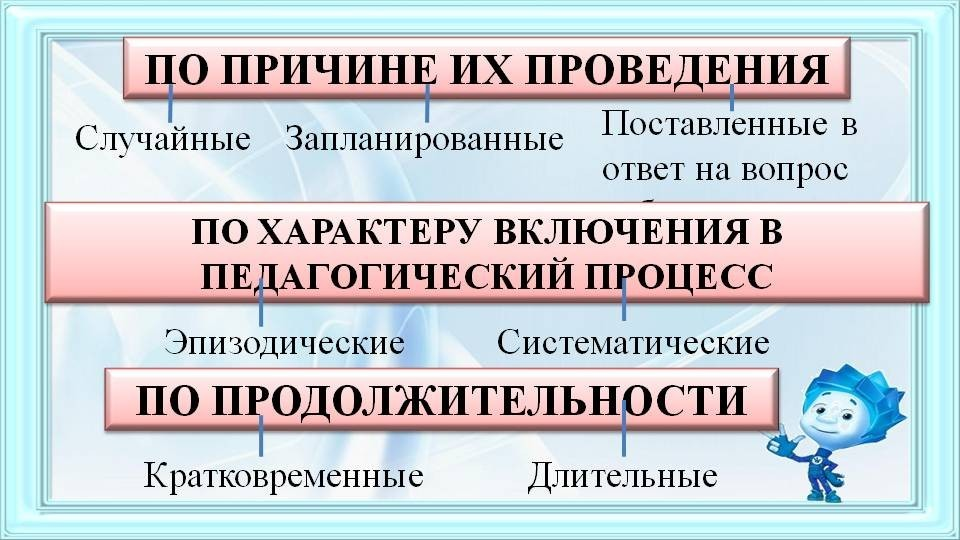 ПО ПРИЧИНЕ ИХ ПРОВЕДЕНИЯ
Случайные Запланированные Поставленные в
ответ на вопрос
ПО ХАРАКТЕРУ ВКЛЮЧЕНИЯ В
ПЕДАГОГИЧЕСКИЙ ПРОЦЕСС
Эпизодические Систематические
ПО ПРОДОЛЖИТЕЛЬНОСТИ
Кратковременные Длительные